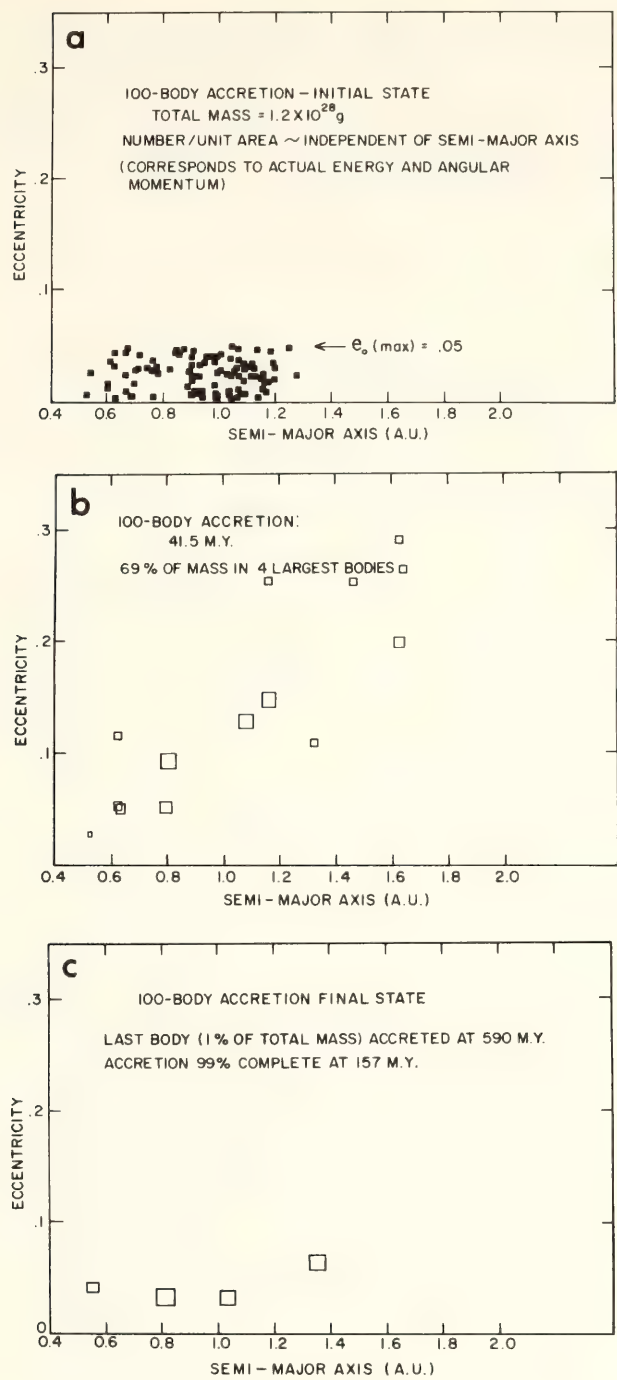 a
.3
.2
.1
0
ECCENTRICITY
100-BODY ACCRETION – INITIAL STATE
TOTAL MASS = 1.2X10²⁸g
NUMBER/UNIT AREA ~ INDEPENDENT OF SEMI-MAJOR AXIS
(CORRESPONDS TO ACTUAL ENERGY AND ANGULAR
MOMENTUM)
← e₀ (max) = .05
0.4 0.6 0.8 1.0 1.2 1.4 1.6 1.8 2.0
SEMI-MAJOR AXIS (A.U.)
b
.3
.2
.1
ECCENTRICITY
100-BODY ACCRETION:
41.5 M.Y.
69% OF MASS IN 4 LARGEST BODIES
0.4 0.6 0.8 1.0 1.2 1.4 1.6 1.8 2.0
SEMI-MAJOR AXIS (A.U.)
c
.3
.2
.1
0
ECCENTRICITY
100-BODY ACCRETION FINAL STATE
LAST BODY (1% OF TOTAL MASS) ACCRETED AT 590 M.Y.
ACCRETION 99% COMPLETE AT 157 M.Y.
0.4 0.6 0.8 1.0 1.2 1.4 1.6 1.8 2.0
SEMI-MAJOR AXIS (A.U.)